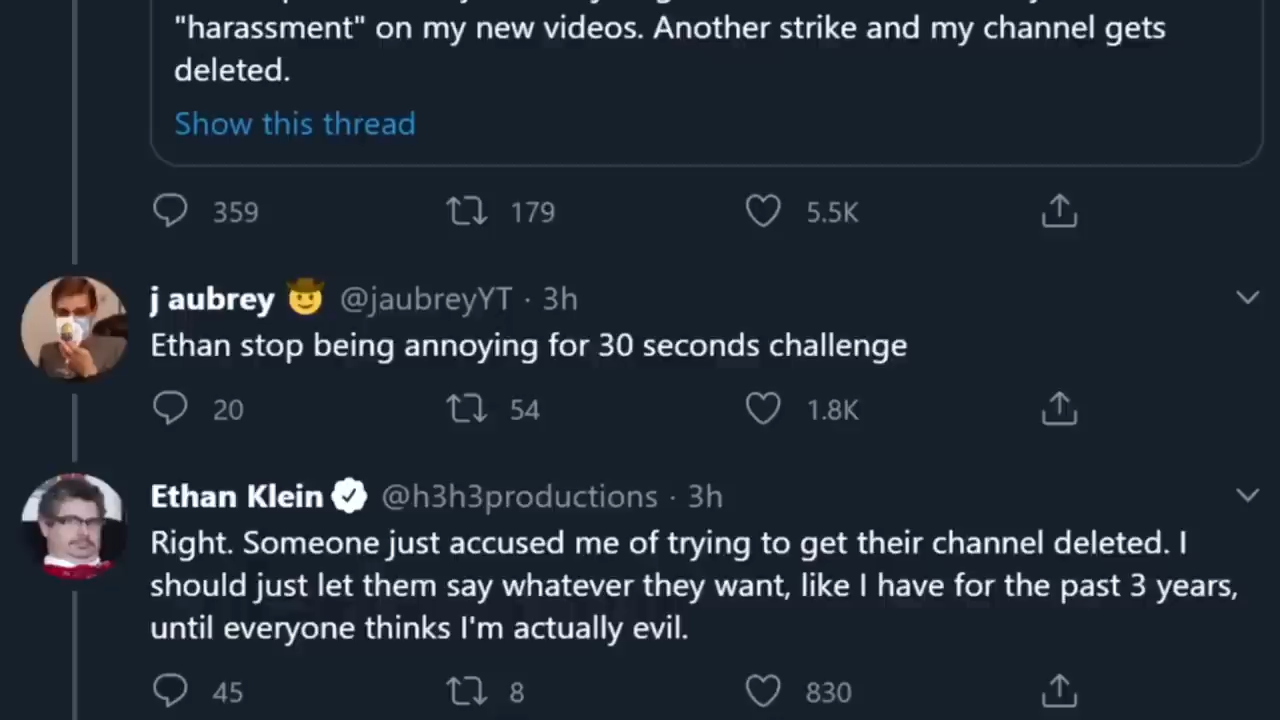 "harassment" on my new videos. Another strike and my channel gets
deleted.
Show this thread
359 179 5.5K
j aubrey 🤠 @jaubreyYT · 3h
Ethan stop being annoying for 30 seconds challenge
20 54 1.8K
Ethan Klein @h3h3productions · 3h
Right. Someone just accused me of trying to get their channel deleted. I
should just let them say whatever they want, like I have for the past 3 years,
until everyone thinks I'm actually evil.
45 8 830